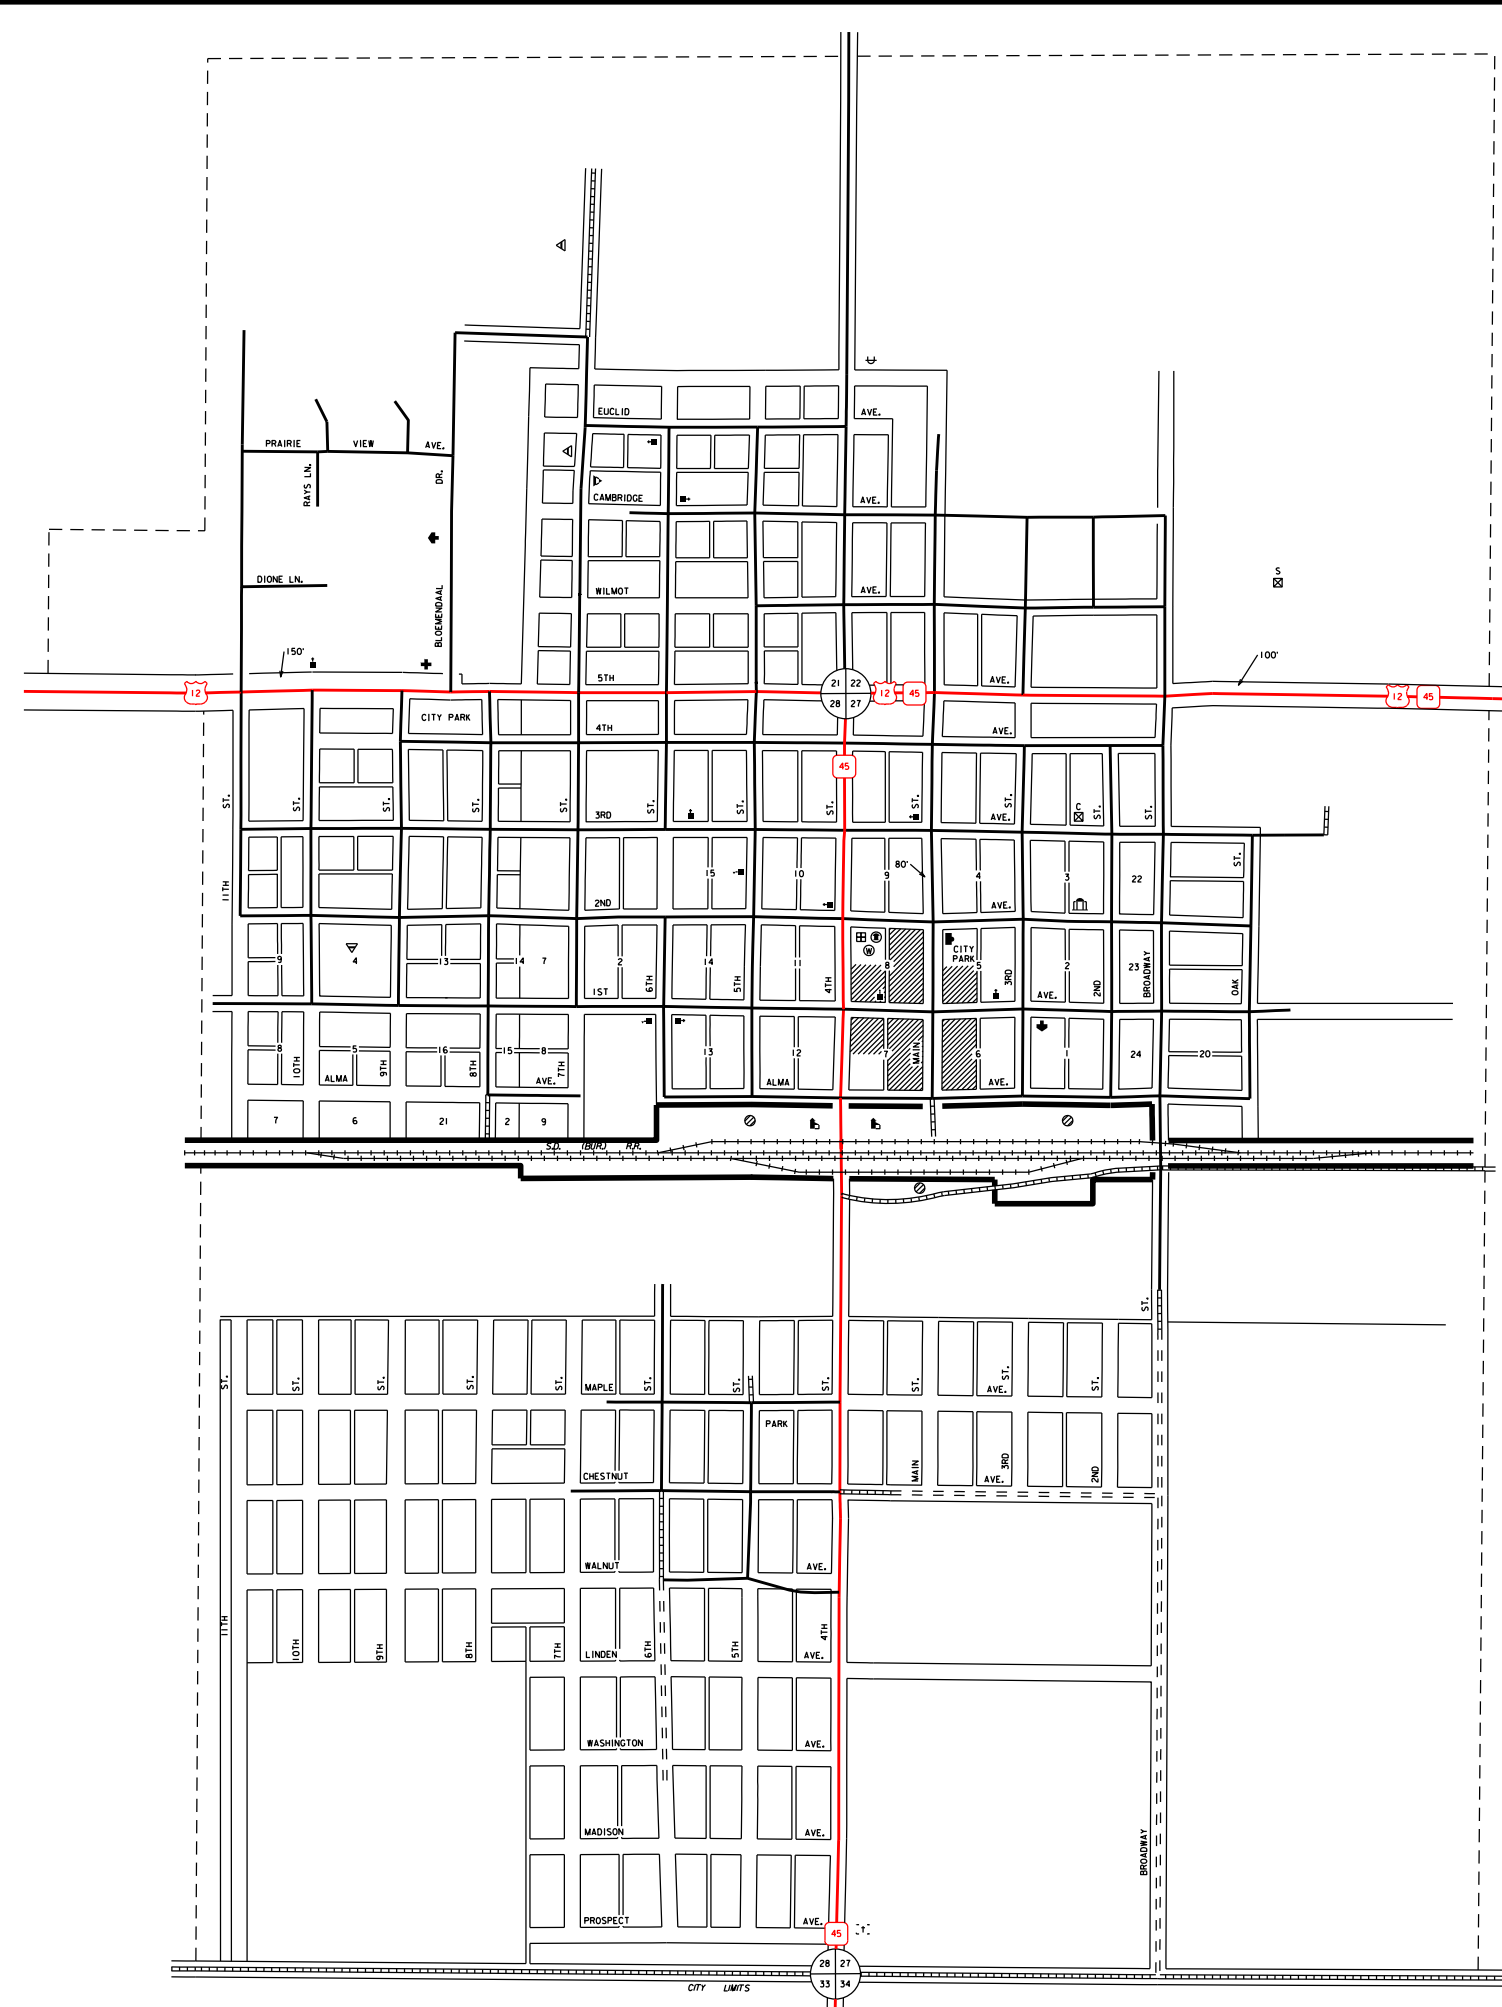 EUCLID AVE.
PRAIRIE VIEW AVE.
RAYS LN.
DR.
CAMBRIDGE AVE.
DIONE LN.
WILMOT AVE.
S
BLOEMENDAAL
150'
100'
5TH AVE.
21 22
28 27
12
12 45
12 45
CITY PARK
4TH AVE.
45
C
ST. ST. ST. ST. ST. ST. ST. ST. ST. ST. ST. ST.
3RD AVE.
80'
ST.
11TH
15 10 9 4 3 22
2ND AVE.
W
CITY
PARK
9 4 13 14 7 2 14 11 8 5 2 23
1ST AVE.
6TH 5TH 4TH 3RD 2ND BROADWAY OAK
8 5 16 15 8 13 12 7 6 1 24 20
10TH 9TH 8TH 7TH MAIN
ALMA AVE. ALMA AVE.
7 6 21 2 9
S.D. (BUR) R.R.
ST.
ST. ST. ST. ST. ST. ST. ST. ST. ST. ST. ST.
MAPLE AVE.
PARK
CHESTNUT AVE.
MAIN 3RD 2ND
WALNUT AVE.
11TH 10TH 9TH 8TH 7TH 6TH 5TH 4TH
LINDEN AVE.
WASHINGTON AVE.
MADISON AVE.
BROADWAY
PROSPECT AVE.
45
28 27
33 34
CITY LIMITS